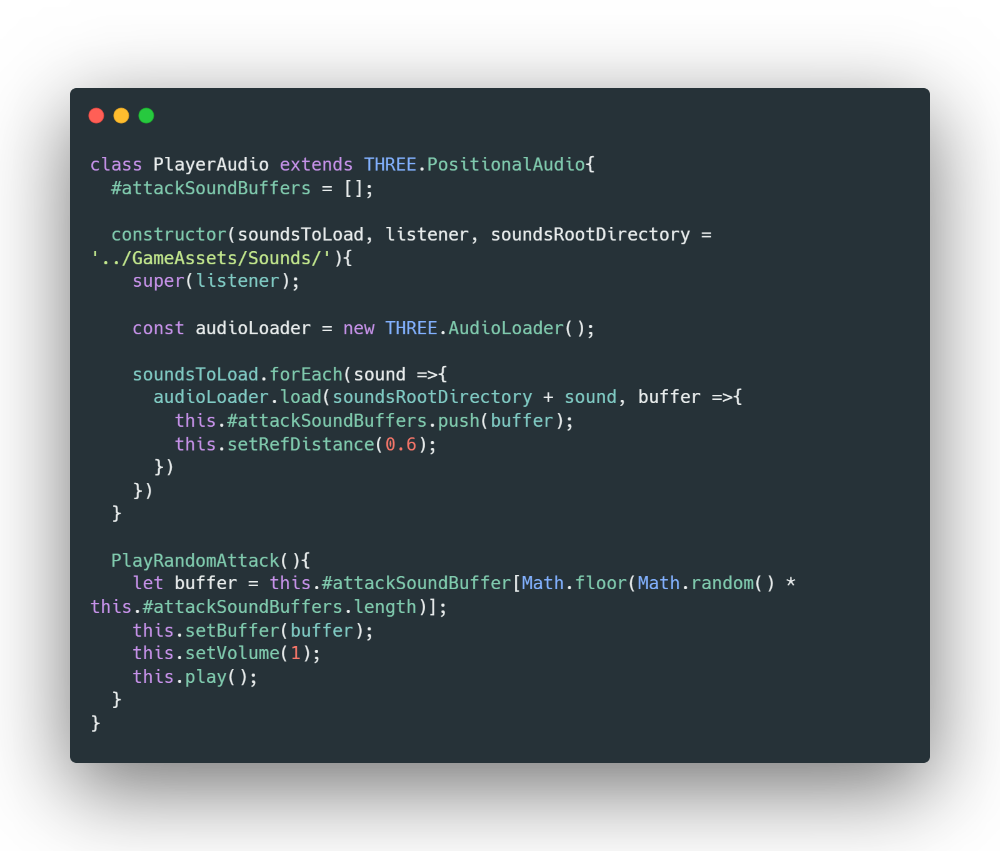 class PlayerAudio extends THREE.PositionalAudio{
  #attackSoundBuffers = [];

  constructor(soundsToLoad, listener, soundsRootDirectory =
'../GameAssets/Sounds/'){
    super(listener);

    const audioLoader = new THREE.AudioLoader();

    soundsToLoad.forEach(sound =>{
      audioLoader.load(soundsRootDirectory + sound, buffer =>{
        this.#attackSoundBuffers.push(buffer);
        this.setRefDistance(0.6);
      })
    })
  }

  PlayRandomAttack(){
    let buffer = this.#attackSoundBuffer[Math.floor(Math.random() *
this.#attackSoundBuffers.length)];
    this.setBuffer(buffer);
    this.setVolume(1);
    this.play();
  }
}